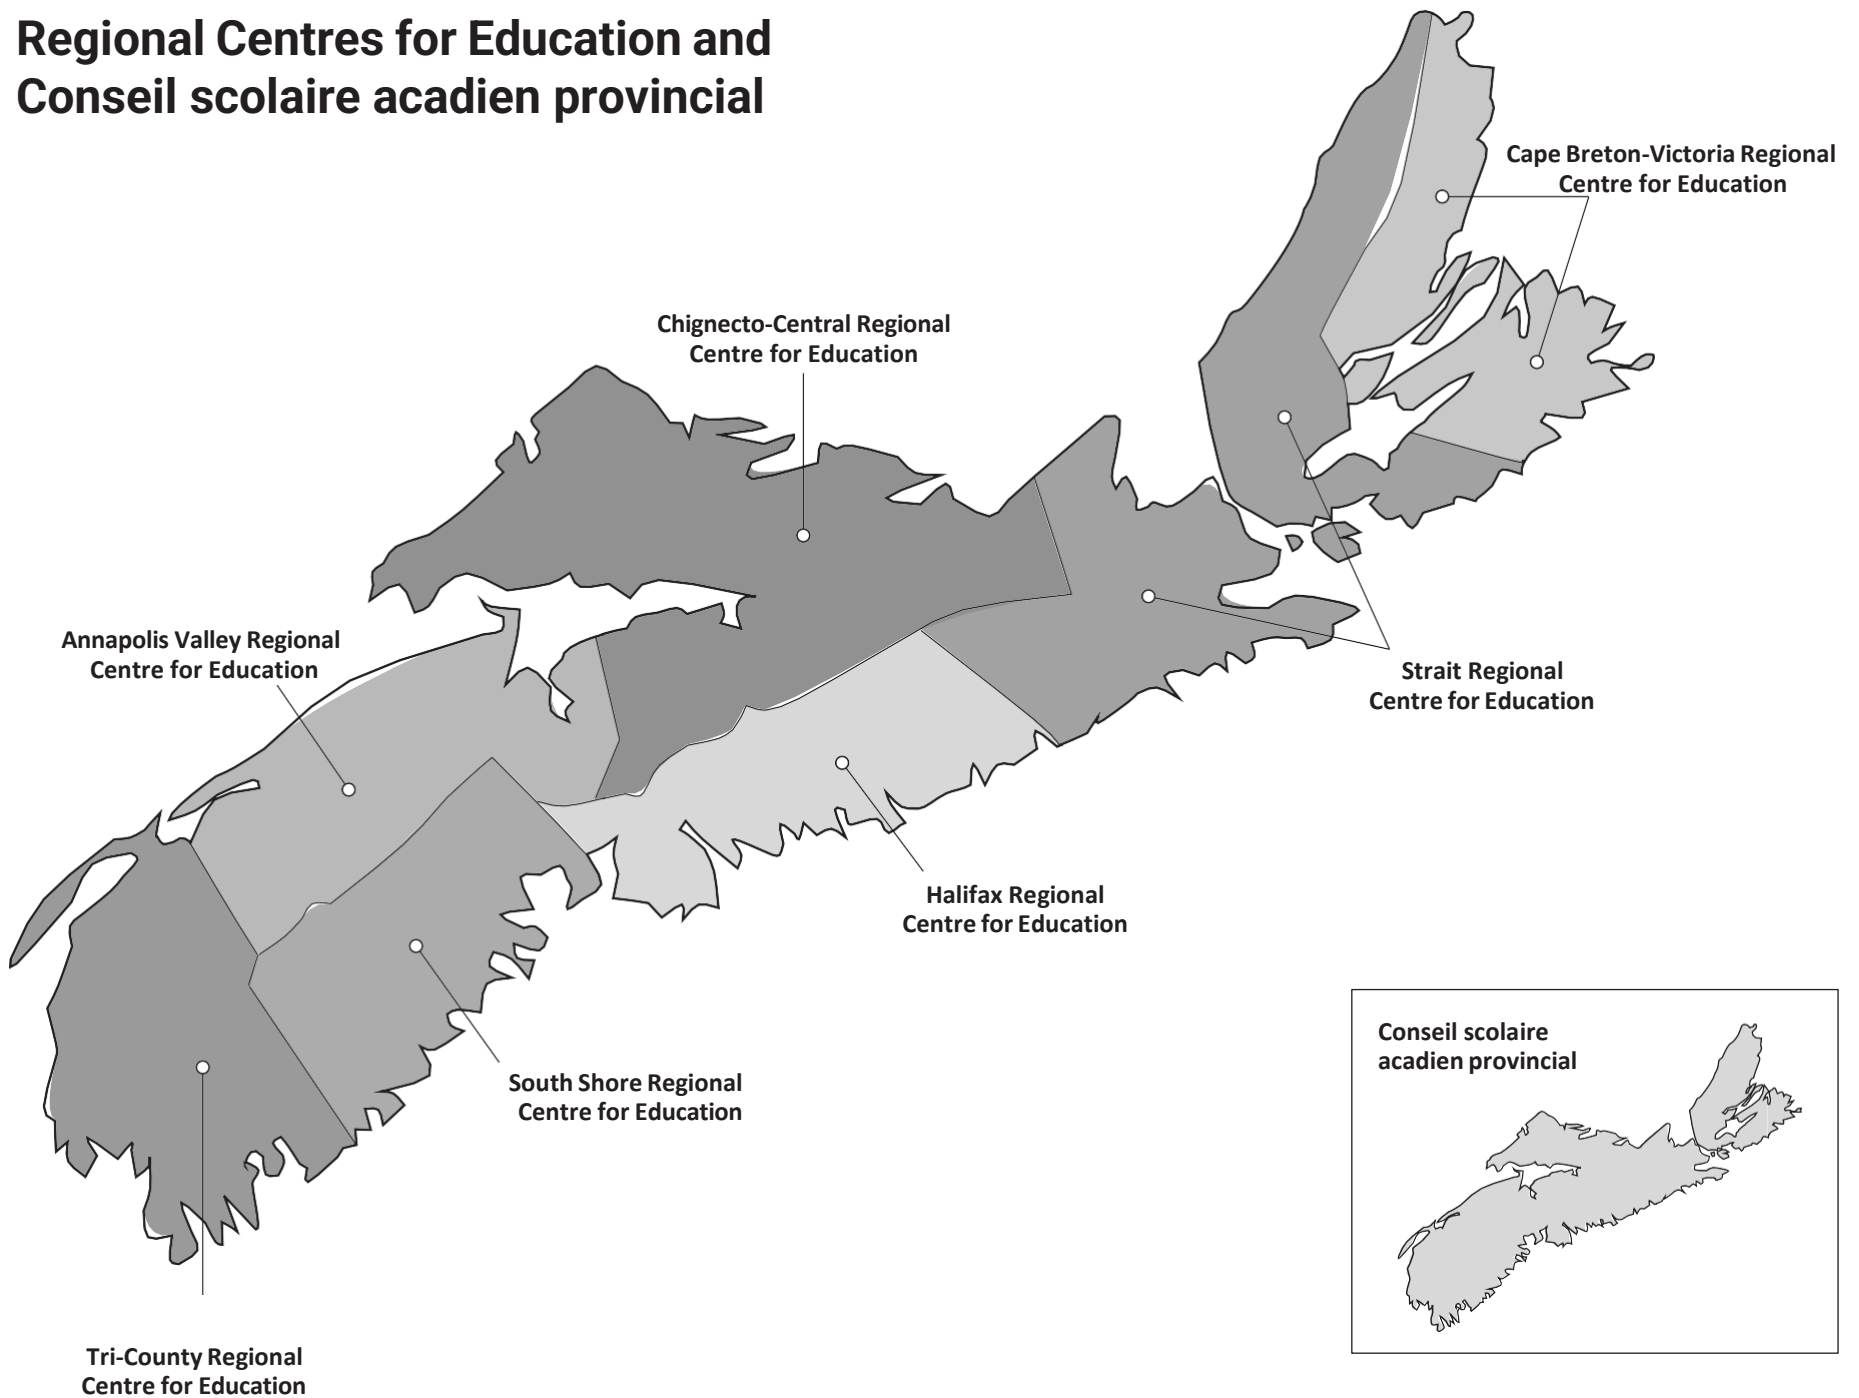 Regional Centres for Education and
Conseil scolaire acadien provincial
Cape Breton-Victoria Regional
Centre for Education
Chignecto-Central Regional
Centre for Education
Annapolis Valley Regional
Centre for Education
Strait Regional
Centre for Education
Halifax Regional
Centre for Education
South Shore Regional
Centre for Education
Conseil scolaire
acadien provincial
Tri-County Regional
Centre for Education